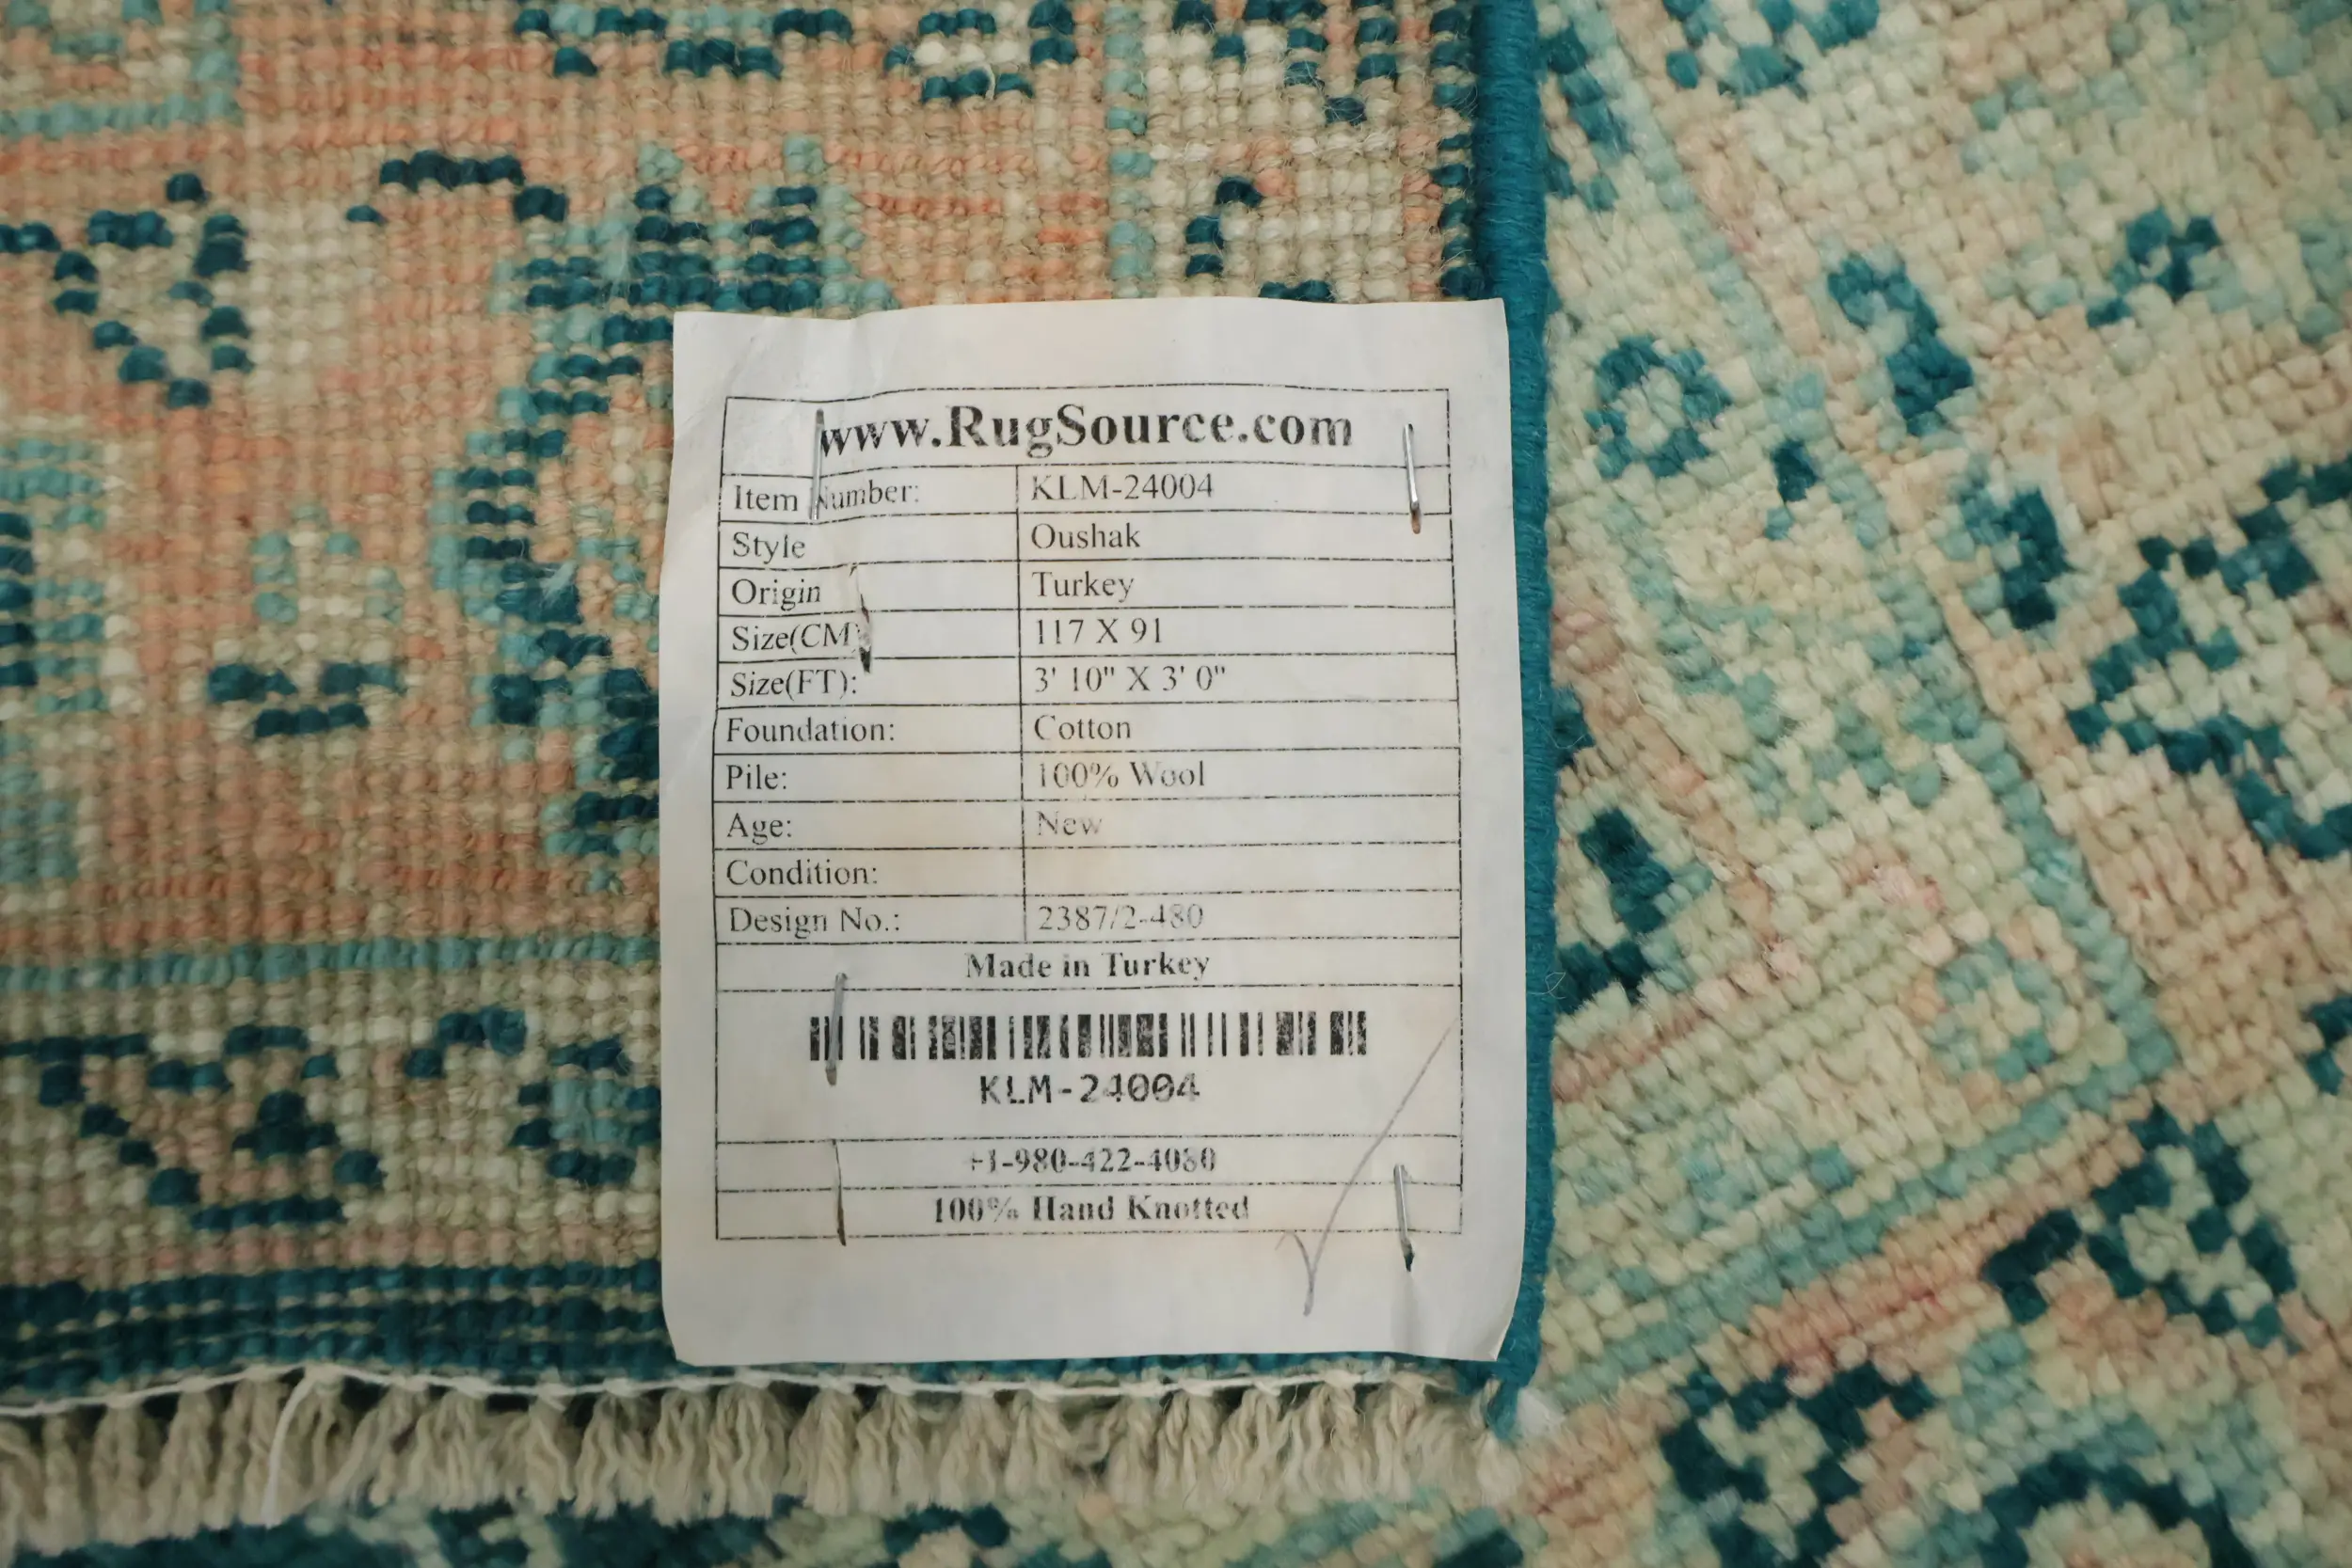 www.RugSource.com
Item Number: KLM-24004
Style Oushak
Origin Turkey
Size(CM) 117 X 91
Size(FT): 3' 10" X 3' 0"
Foundation: Cotton
Pile: 100% Wool
Age: New
Condition:
Design No.: 2387/2-480
Made in Turkey
KLM-24004
+1-980-422-4080
100% Hand Knotted